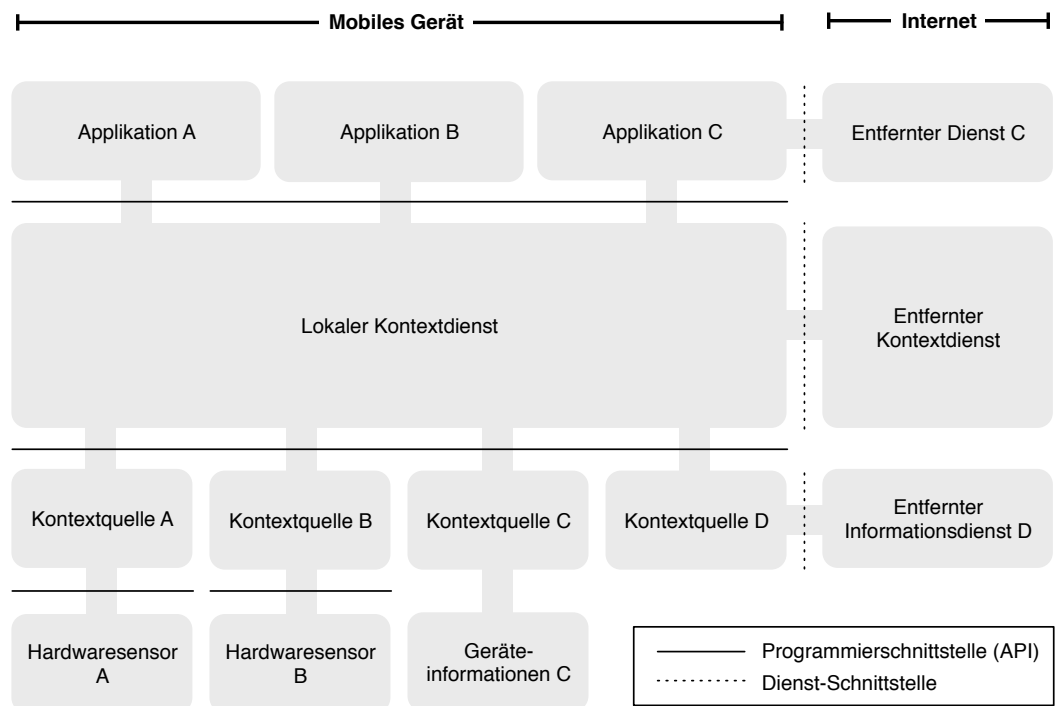 Mobiles Gerät
Internet
Applikation A
Applikation B
Applikation C
Entfernter Dienst C
Lokaler Kontextdienst
Entfernter
Kontextdienst
Kontextquelle A
Kontextquelle B
Kontextquelle C
Kontextquelle D
Entfernter
Informationsdienst D
Hardwaresensor
A
Hardwaresensor
B
Geräte-
informationen C
Programmierschnittstelle (API)
Dienst-Schnittstelle